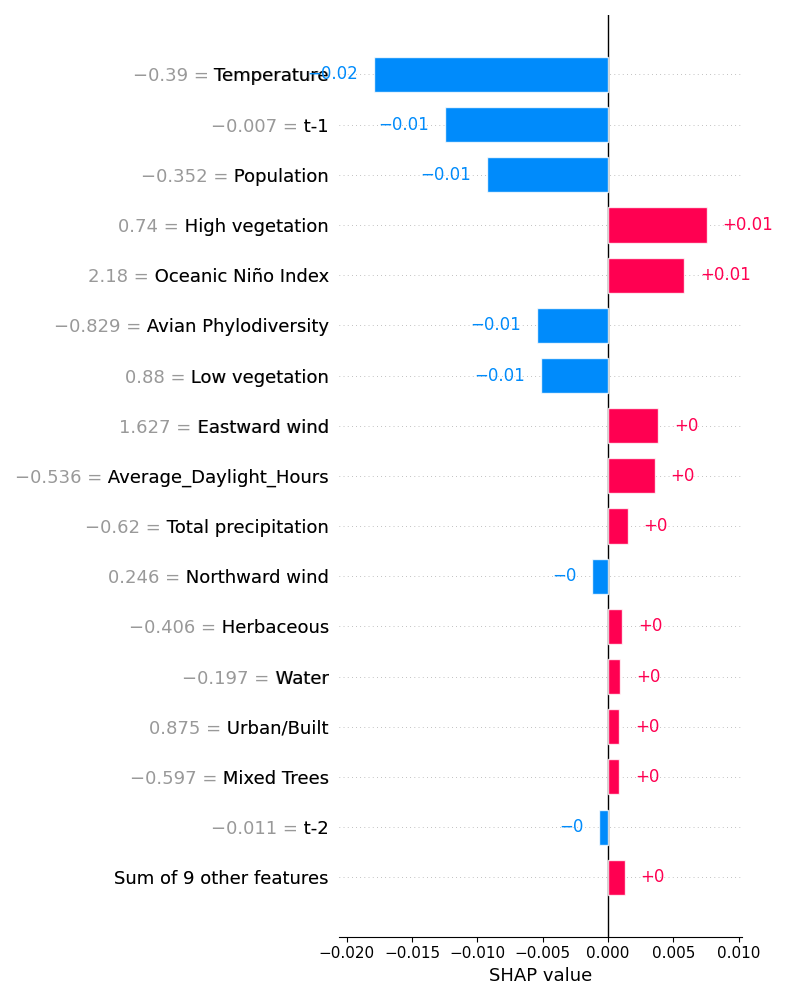 −0.39 = Temperature −0.02
−0.007 = t-1 −0.01
−0.352 = Population −0.01
0.74 = High vegetation +0.01
2.18 = Oceanic Niño Index +0.01
−0.829 = Avian Phylodiversity −0.01
0.88 = Low vegetation −0.01
1.627 = Eastward wind +0
−0.536 = Average_Daylight_Hours +0
−0.62 = Total precipitation +0
0.246 = Northward wind −0
−0.406 = Herbaceous +0
−0.197 = Water +0
0.875 = Urban/Built +0
−0.597 = Mixed Trees +0
−0.011 = t-2 −0
Sum of 9 other features +0
−0.020 −0.015 −0.010 −0.005 0.000 0.005 0.010
SHAP value